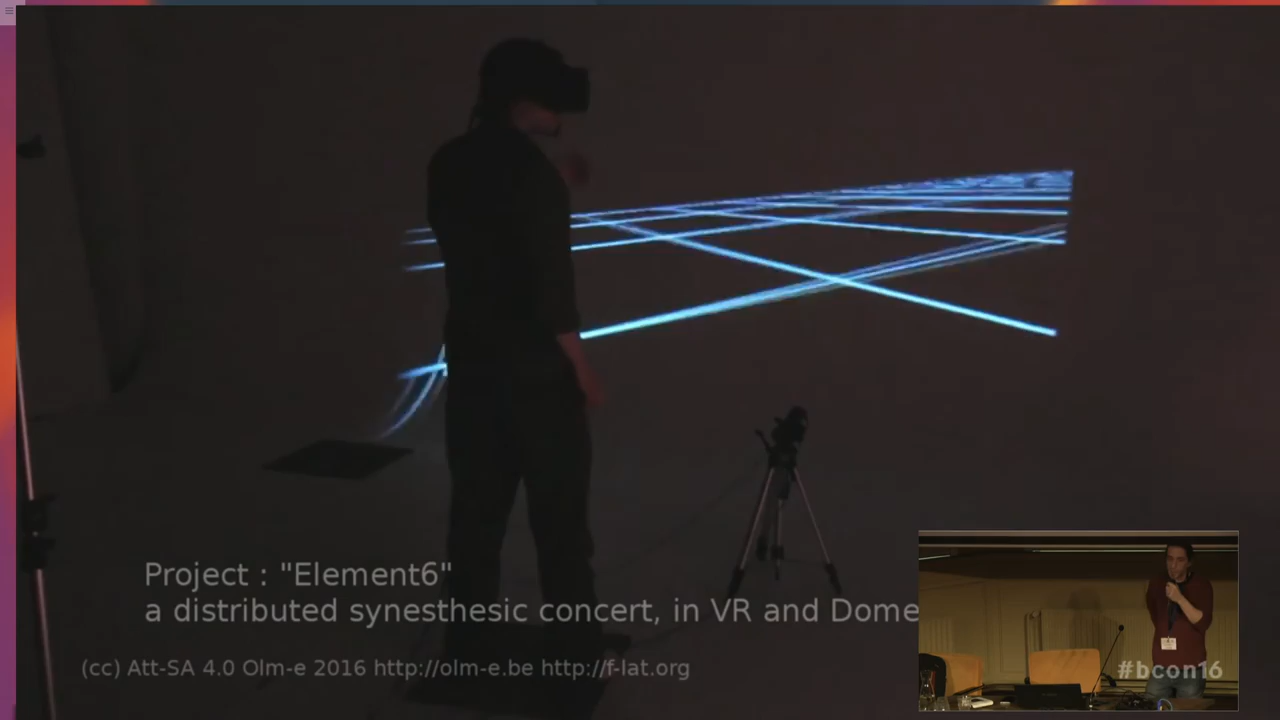 Project : "Element6"
a distributed synesthesic concert, in VR and Dome
(cc) Att-SA 4.0 Olm-e 2016 http://olm-e.be http://f-lat.org
#bcon16